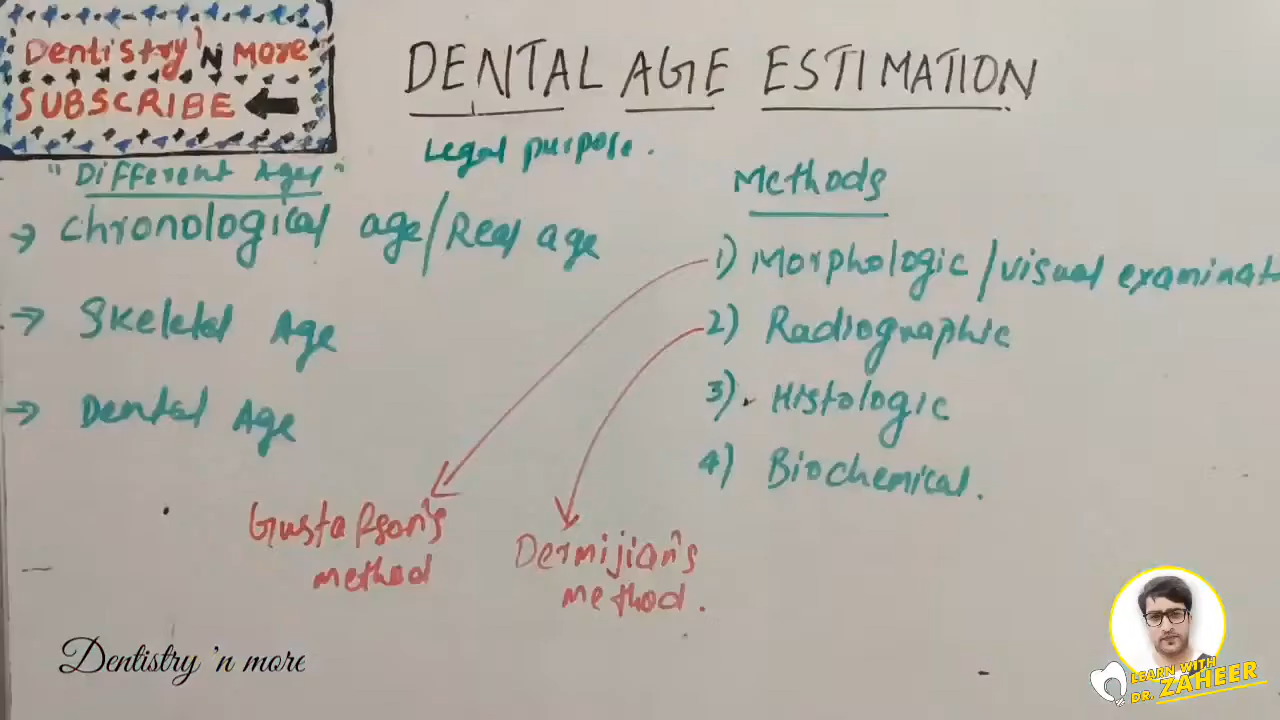 Dentistry 'N More
SUBSCRIBE
DENTAL AGE ESTIMATION
Legal purpose.
"Different Ages"
→ Chronological age/Real age
→ Skeletal Age
→ Dental Age
Methods
1) Morphologic/visual examinat
2) Radiographic
3) Histologic
4) Biochemical.
Gustafson's
method
Dermijian's
method.
Dentistry 'n more
LEARN WITH
DR. ZAHEER